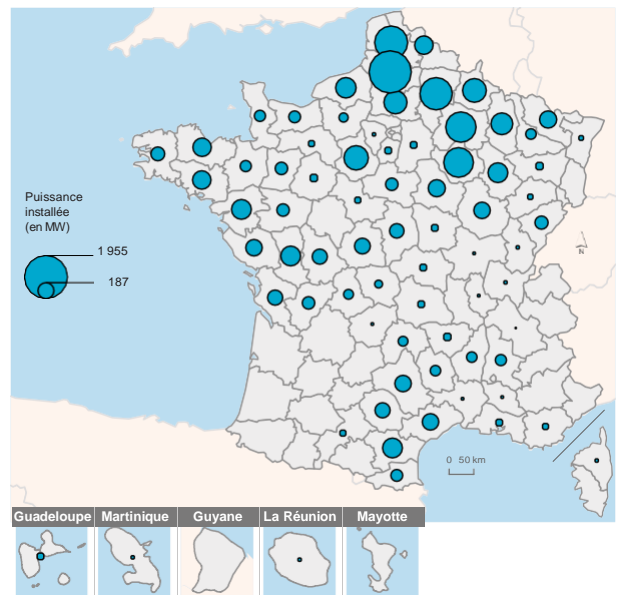 Puissance
installée
(en MW)
1 955
187
N
0 50 km
Guadeloupe Martinique Guyane La Réunion Mayotte